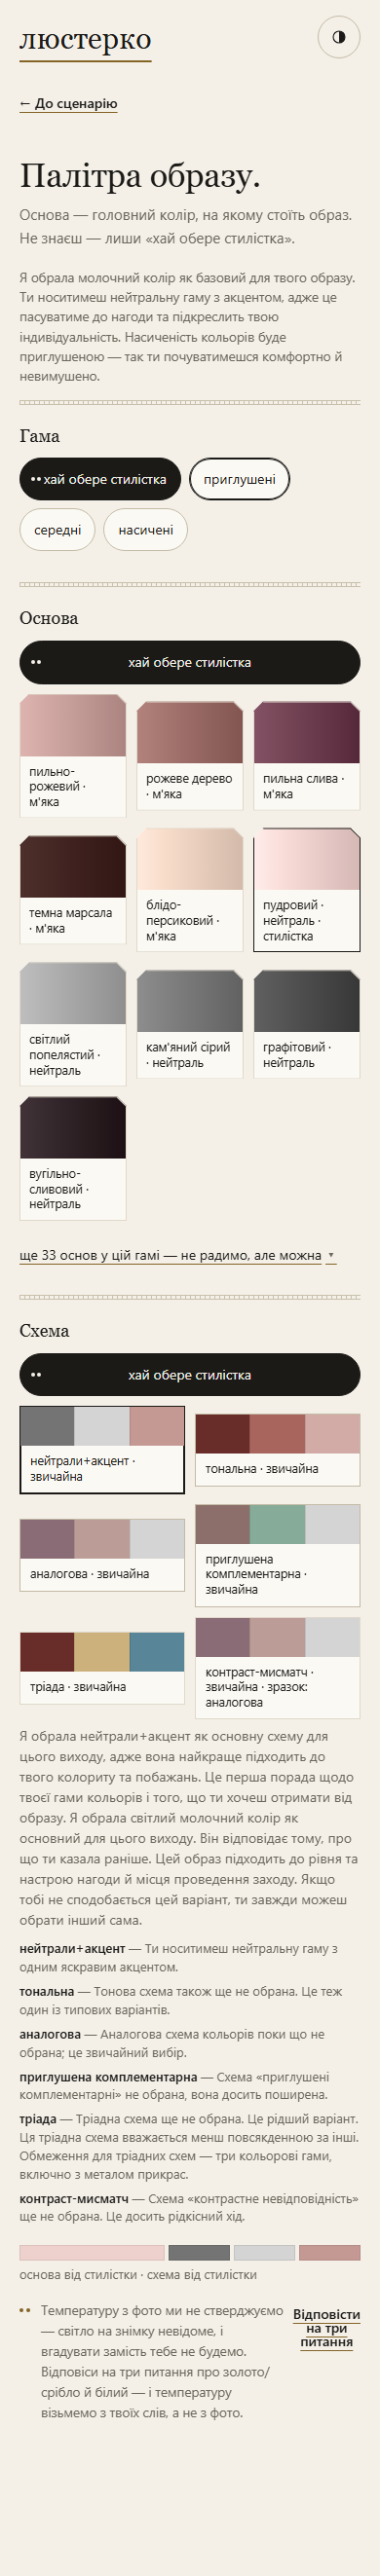 люстерко
← До сценарію
Палітра образу.
Основа — головний колір, на якому стоїть образ.
Не знаєш — лиши «хай обере стилістка».
Я обрала молочний колір як базовий для твого образу.
Ти носитимеш нейтральну гаму з акцентом, адже це
пасуватиме до нагоди та підкреслить твою
індивідуальність. Насиченість кольорів буде
приглушеною — так ти почуватимешся комфортно й
невимушено.
Гама
хай обере стилістка
приглушені
середні
насичені
Основа
хай обере стилістка
пильно-
рожевий ·
м'яка
рожеве дерево
· м'яка
пильна слива ·
м'яка
темна марсала
· м'яка
блідо-
персиковий ·
м'яка
пудровий ·
нейтраль ·
стилістка
світлий
попелястий ·
нейтраль
кам'яний сірий
· нейтраль
графітовий ·
нейтраль
вугільно-
сливовий ·
нейтраль
ще 33 основ у цій гамі — не радимо, але можна ▾
Схема
хай обере стилістка
нейтрали+акцент ·
звичайна
тональна · звичайна
аналогова · звичайна
приглушена
комплементарна ·
звичайна
тріада · звичайна
контраст-мисматч ·
звичайна · зразок:
аналогова
Я обрала нейтрали+акцент як основну схему для
цього виходу, адже вона найкраще підходить до
твого колориту та побажань. Це перша порада щодо
твоєї гами кольорів і того, що ти хочеш отримати від
образу. Я обрала світлий молочний колір як
основний для цього виходу. Він відповідає тому, про
що ти казала раніше. Цей образ підходить до рівня та
настрою нагоди й місця проведення заходу. Якщо
тобі не сподобається цей варіант, ти завжди можеш
обрати інший сама.
нейтрали+акцент — Ти носитимеш нейтральну гаму з
одним яскравим акцентом.
тональна — Тонова схема також ще не обрана. Це теж
один із типових варіантів.
аналогова — Аналогова схема кольорів поки що не
обрана; це звичайний вибір.
приглушена комплементарна — Схема «приглушені
комплементарні» не обрана, вона досить поширена.
тріада — Тріадна схема ще не обрана. Це рідший варіант.
Ця тріадна схема вважається менш повсякденною за інші.
Обмеження для тріадних схем — три кольорові гами,
включно з металом прикрас.
контраст-мисматч — Схема «контрастне невідповідність»
ще не обрана. Це досить рідкісний хід.
основа від стилістки · схема від стилістки
Температуру з фото ми не стверджуємо
— світло на знімку невідоме, і
вгадувати замість тебе не будемо.
Відповіси на три питання про золото/
срібло й білий — і температуру
візьмемо з твоїх слів, а не з фото.
Відповісти
на три
питання